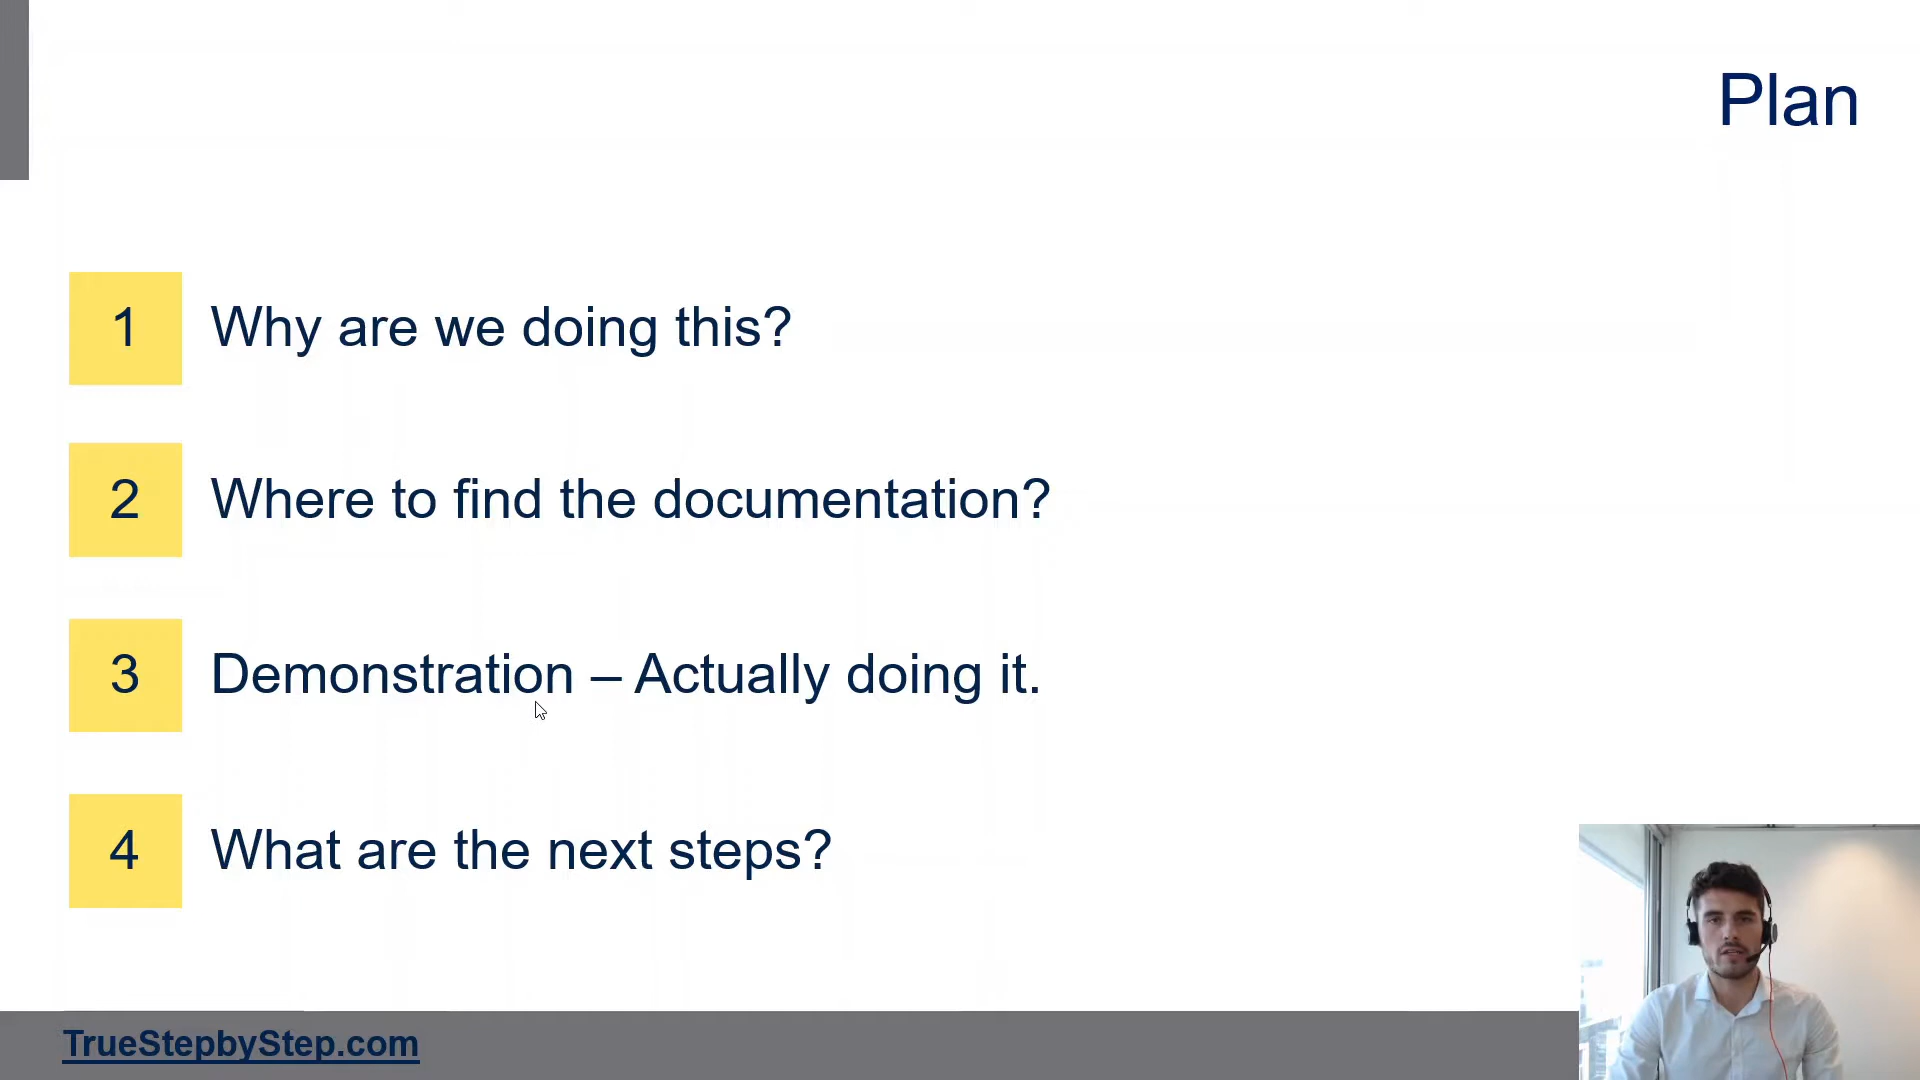 Plan
1 Why are we doing this?
2 Where to find the documentation?
3 Demonstration – Actually doing it.
4 What are the next steps?
TrueStepbyStep.com